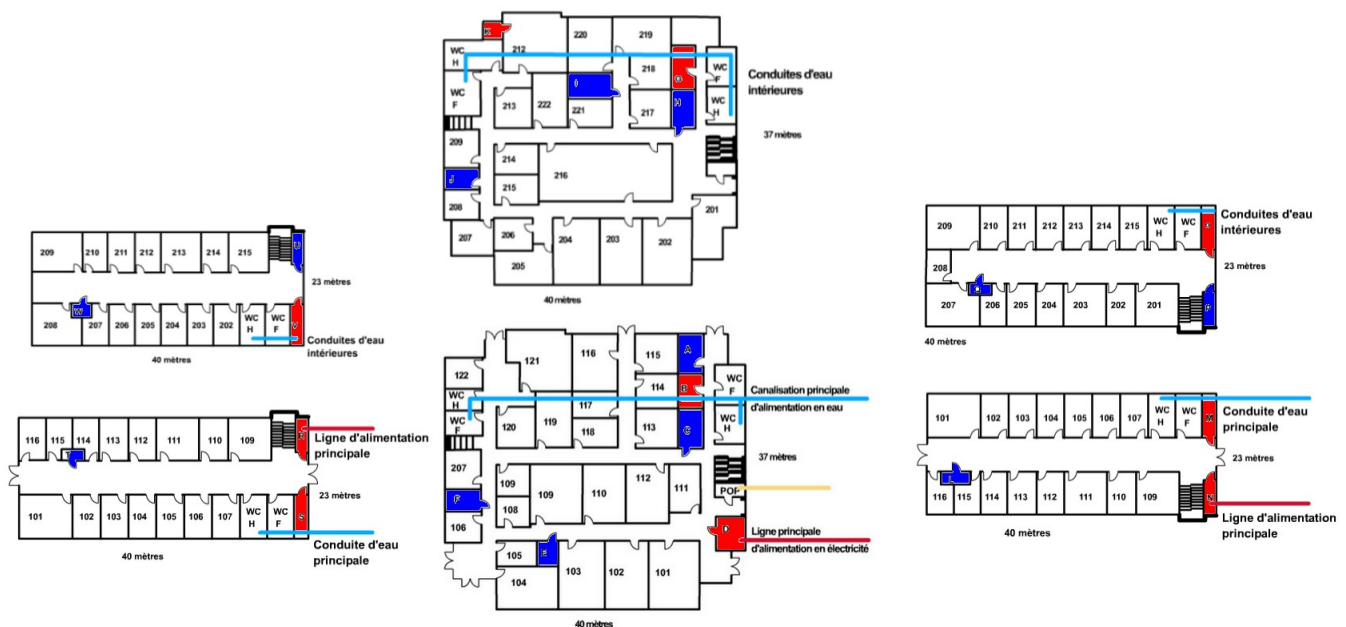 K
220
219
212
WC
H
218
G
WC
F
Conduites d'eau
intérieures
I
WC
F
213
222
221
217
H
WC
H
37 mètres
209
214
216
J
215
208
201
207
206
204
203
202
205
40 mètres
209
210
211
212
213
214
215
U
23 mètres
W
208
207
206
205
204
203
202
WC
H
WC
F
V
Conduites d'eau
intérieures
40 mètres
209
210
211
212
213
214
215
WC
H
WC
F
Conduites d'eau
intérieures
208
23 mètres
207
206
205
204
203
202
201
P
40 mètres
121
116
115
A
122
114
B
WC
F
Canalisation principale
d'alimentation en eau
WC
H
117
WC
F
120
119
118
113
C
WC
H
37 mètres
207
109
109
110
112
111
POP
F
108
106
Ligne principale
d'alimentation en électricité
105
E
104
103
102
101
40 mètres
116
115
114
113
112
111
110
109
Ligne d'alimentation
principale
23 mètres
101
102
103
104
105
106
107
WC
H
WC
F
S
Conduite d'eau
principale
40 mètres
101
102
103
104
105
106
107
WC
H
WC
F
M
Conduite d'eau
principale
23 mètres
116
115
114
113
112
111
110
109
N
Ligne d'alimentation
principale
40 mètres